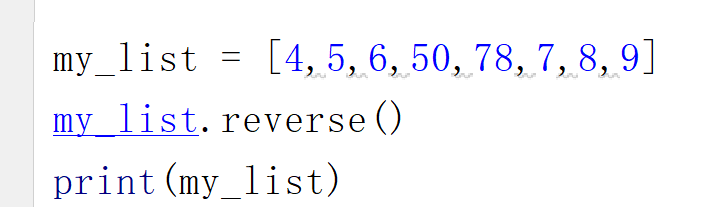 my_list = [4,5,6,50,78,7,8,9]
my_list.reverse()
print(my_list)